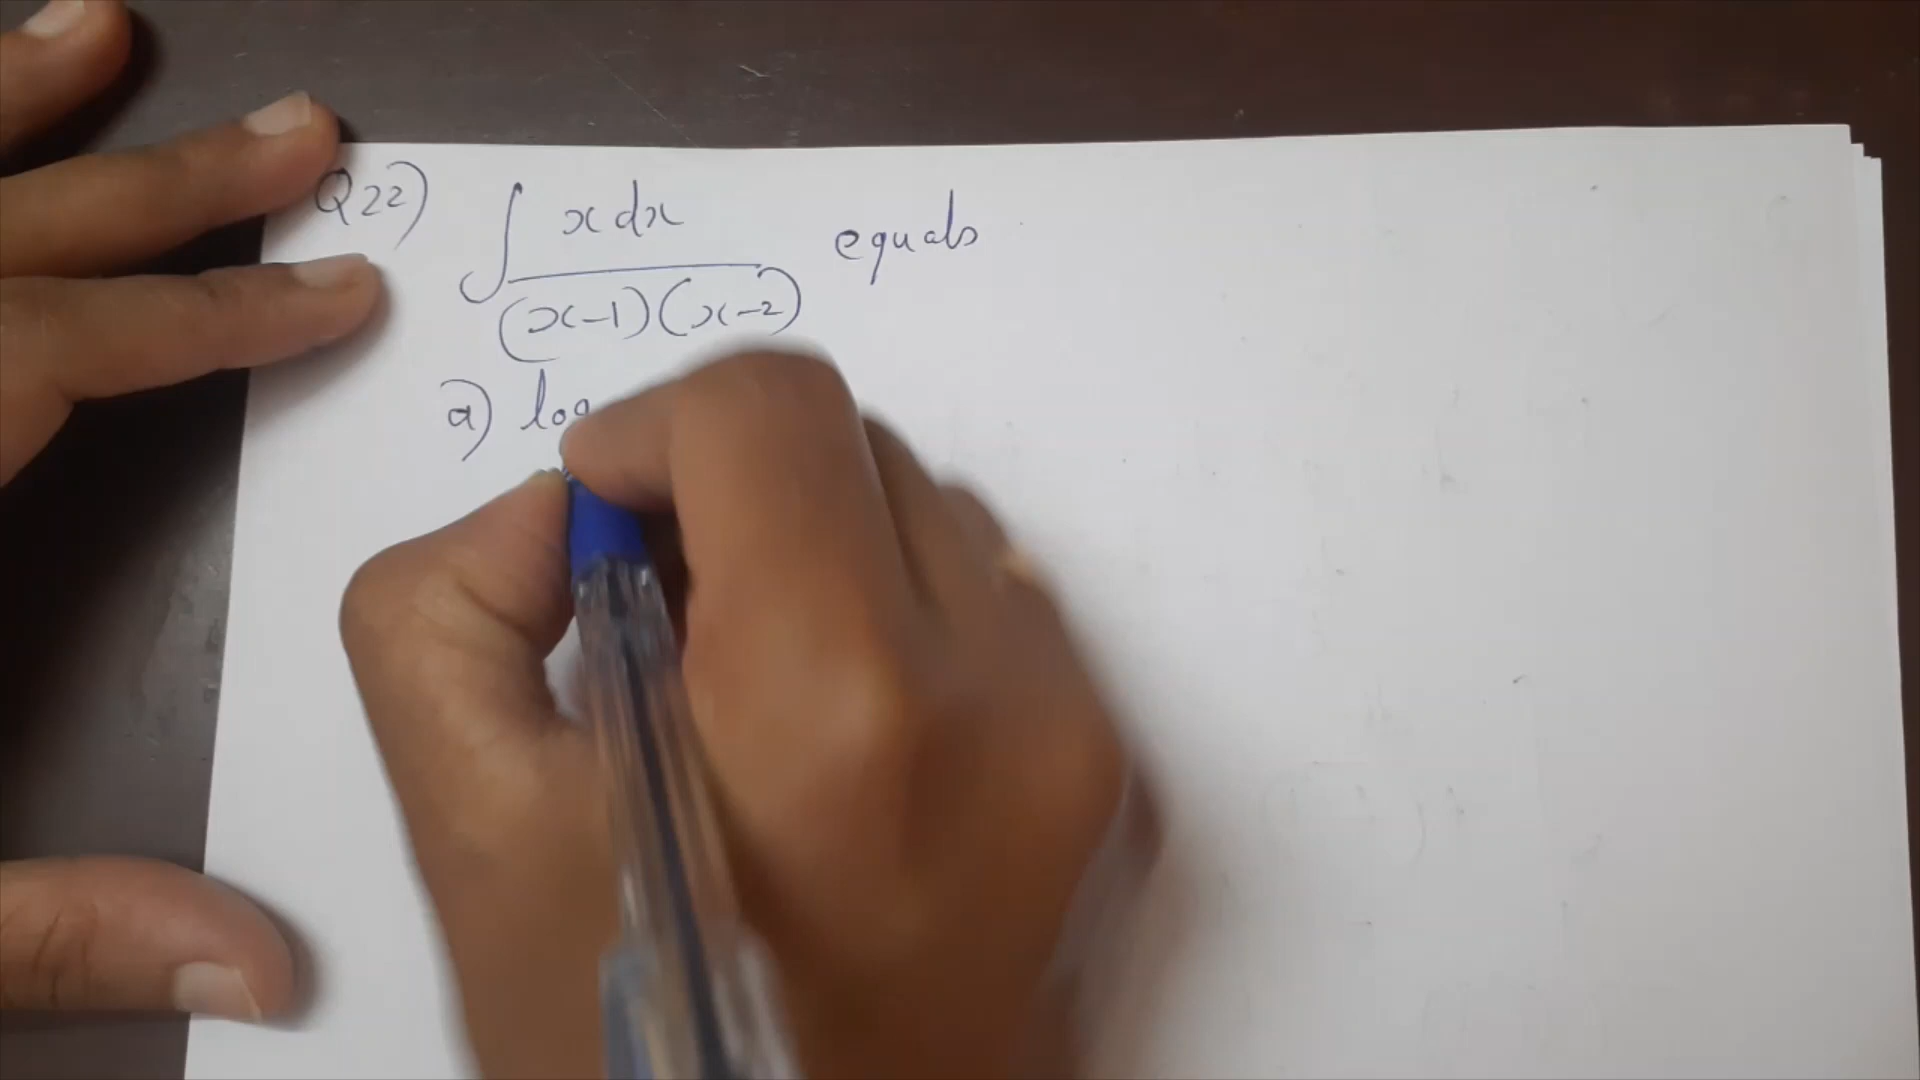 Q22) ∫ x dx / (x-1)(x-2) equals
a) log